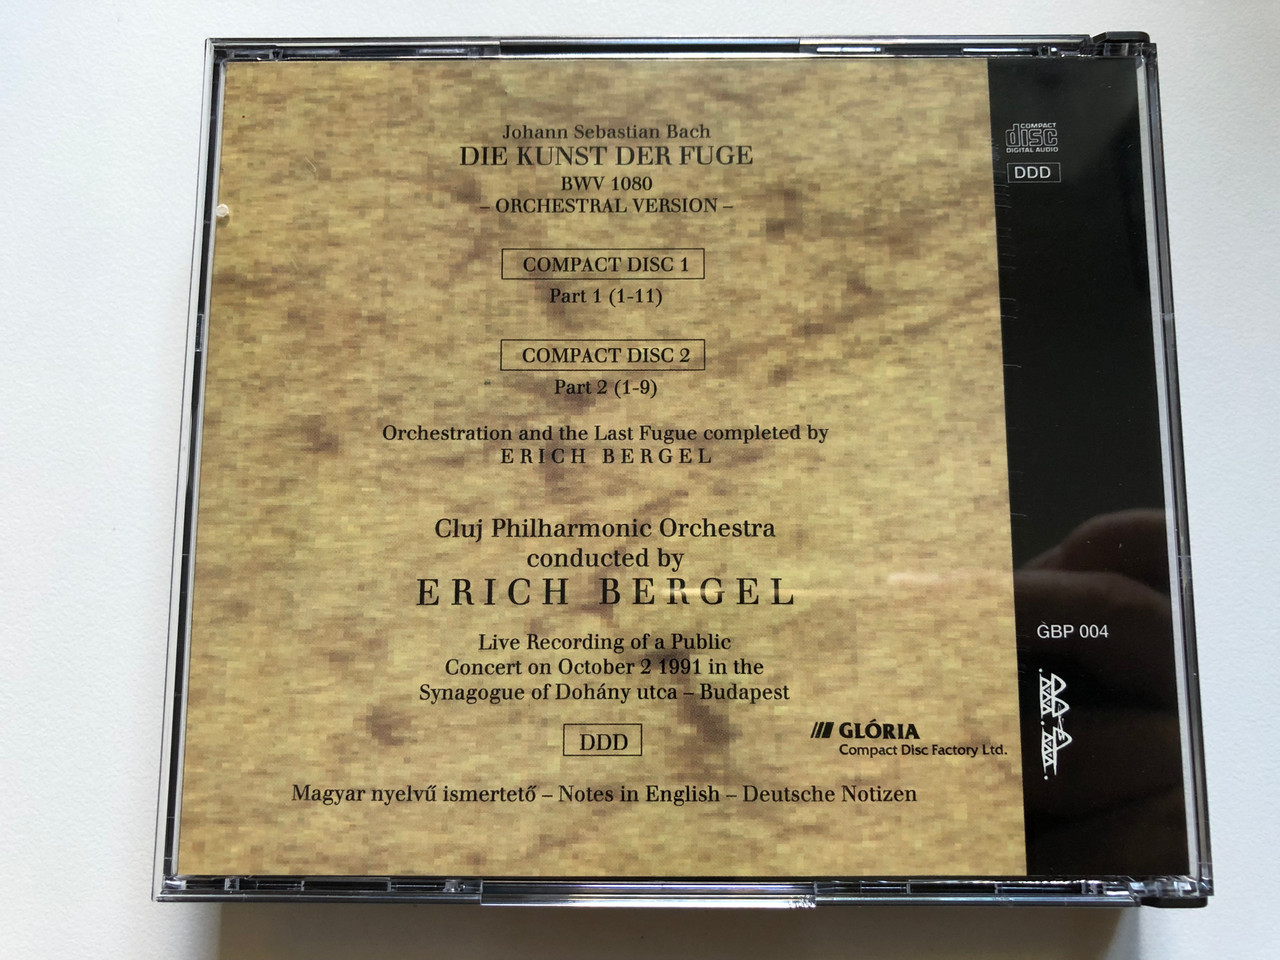 Johann Sebastian Bach
DIE KUNST DER FUGE
BWV 1080
– ORCHESTRAL VERSION –
COMPACT DISC 1
Part 1 (1-11)
COMPACT DISC 2
Part 2 (1-9)
Orchestration and the Last Fugue completed by
ERICH BERGEL
Cluj Philharmonic Orchestra
conducted by
ERICH BERGEL
Live Recording of a Public
Concert on October 2 1991 in the
Synagogue of Dohány utca – Budapest
DDD
GLÓRIA
Compact Disc Factory Ltd.
Magyar nyelvű ismertető – Notes in English – Deutsche Notizen
COMPACT
disc
DIGITAL AUDIO
DDD
GBP 004